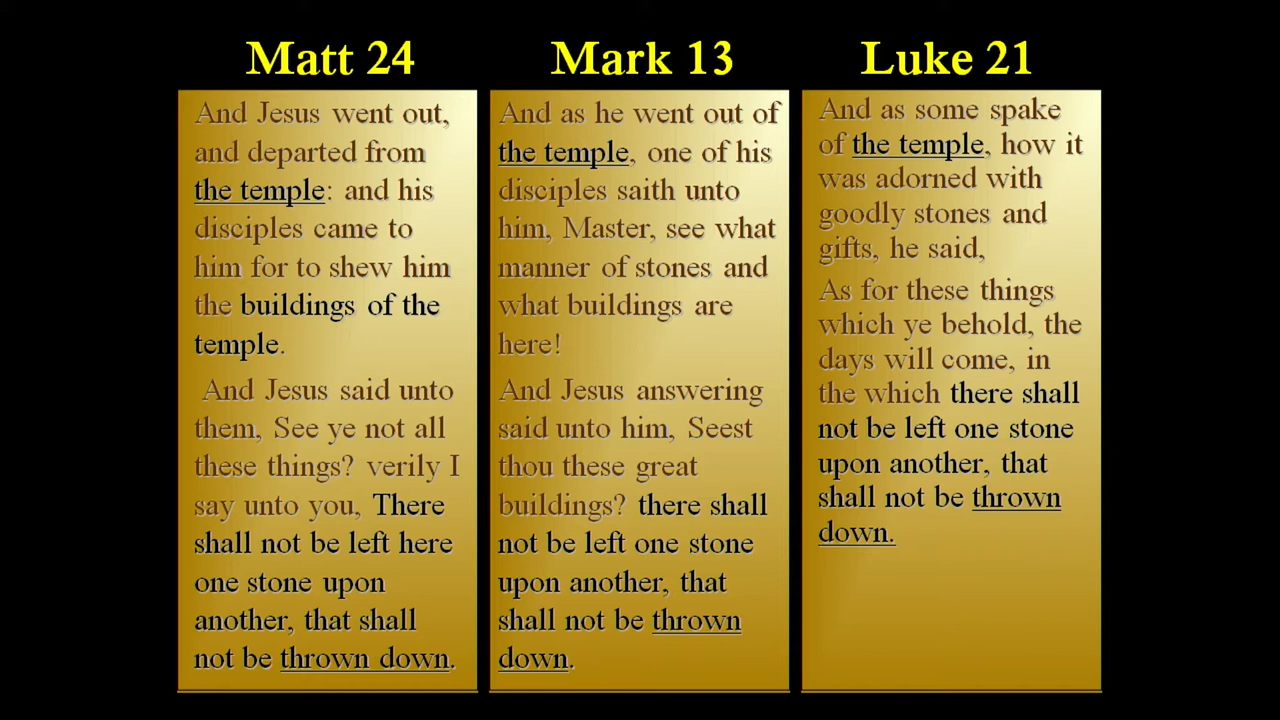 Matt 24
And Jesus went out,
and departed from
the temple: and his
disciples came to
him for to shew him
the buildings of the
temple.
And Jesus said unto
them, See ye not all
these things? verily I
say unto you, There
shall not be left here
one stone upon
another, that shall
not be thrown down.
Mark 13
And as he went out of
the temple, one of his
disciples saith unto
him, Master, see what
manner of stones and
what buildings are
here!
And Jesus answering
said unto him, Seest
thou these great
buildings? there shall
not be left one stone
upon another, that
shall not be thrown
down.
Luke 21
And as some spake
of the temple, how it
was adorned with
goodly stones and
gifts, he said,
As for these things
which ye behold, the
days will come, in
the which there shall
not be left one stone
upon another, that
shall not be thrown
down.